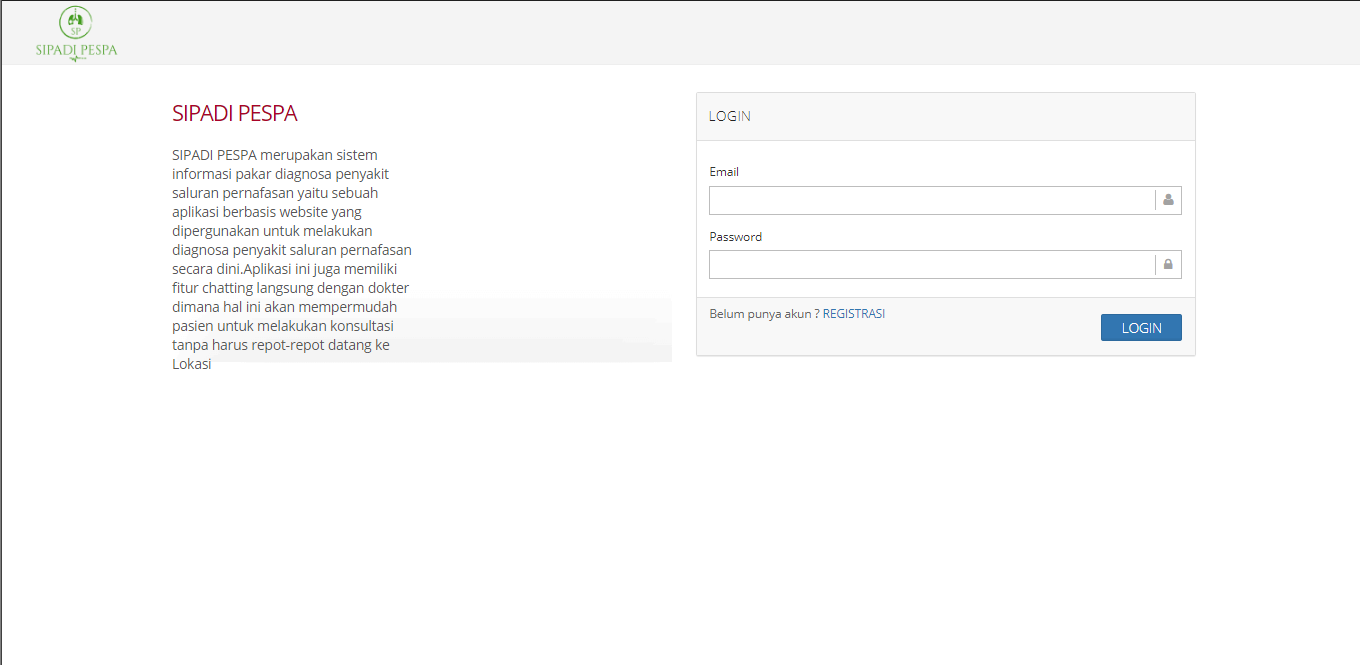 SP
SIPADI PESPA
SIPADI PESPA
SIPADI PESPA merupakan sistem
informasi pakar diagnosa penyakit
saluran pernafasan yaitu sebuah
aplikasi berbasis website yang
dipergunakan untuk melakukan
diagnosa penyakit saluran pernafasan
secara dini.Aplikasi ini juga memiliki
fitur chatting langsung dengan dokter
dimana hal ini akan mempermudah
pasien untuk melakukan konsultasi
tanpa harus repot-repot datang ke
Lokasi
LOGIN
Email
Password
Belum punya akun ? REGISTRASI
LOGIN